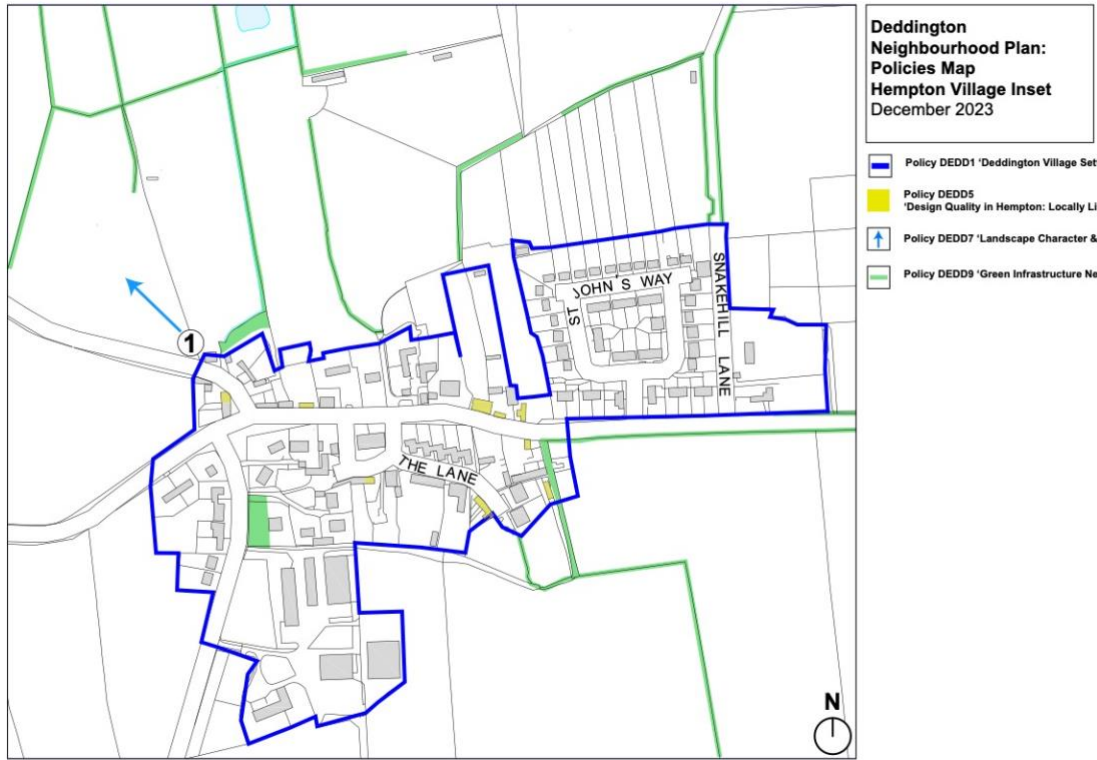 Deddington
Neighbourhood Plan:
Policies Map
Hempton Village Inset
December 2023
Policy DEDD1 'Deddington Village Set
Policy DEDD5
'Design Quality in Hempton: Locally Li
Policy DEDD7 'Landscape Character &
Policy DEDD9 'Green Infrastructure Ne
ST JOHN'S WAY
SNAKEHILL LANE
1
THE LANE
N